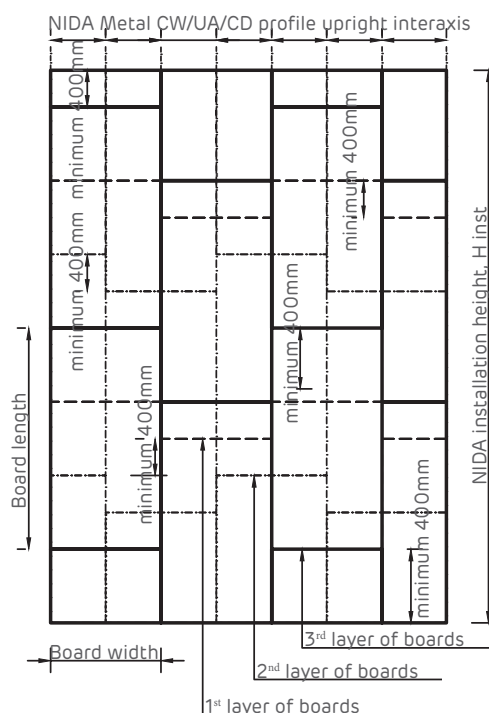 NIDA Metal CW/UA/CD profile upright interaxis
minimum 400mm
minimum 400mm
minimum 400mm
minimum 400mm
minimum 400mm
minimum 400mm
NIDA installation height, H inst
Board length
Board width
3rd layer of boards
2nd layer of boards
1st layer of boards